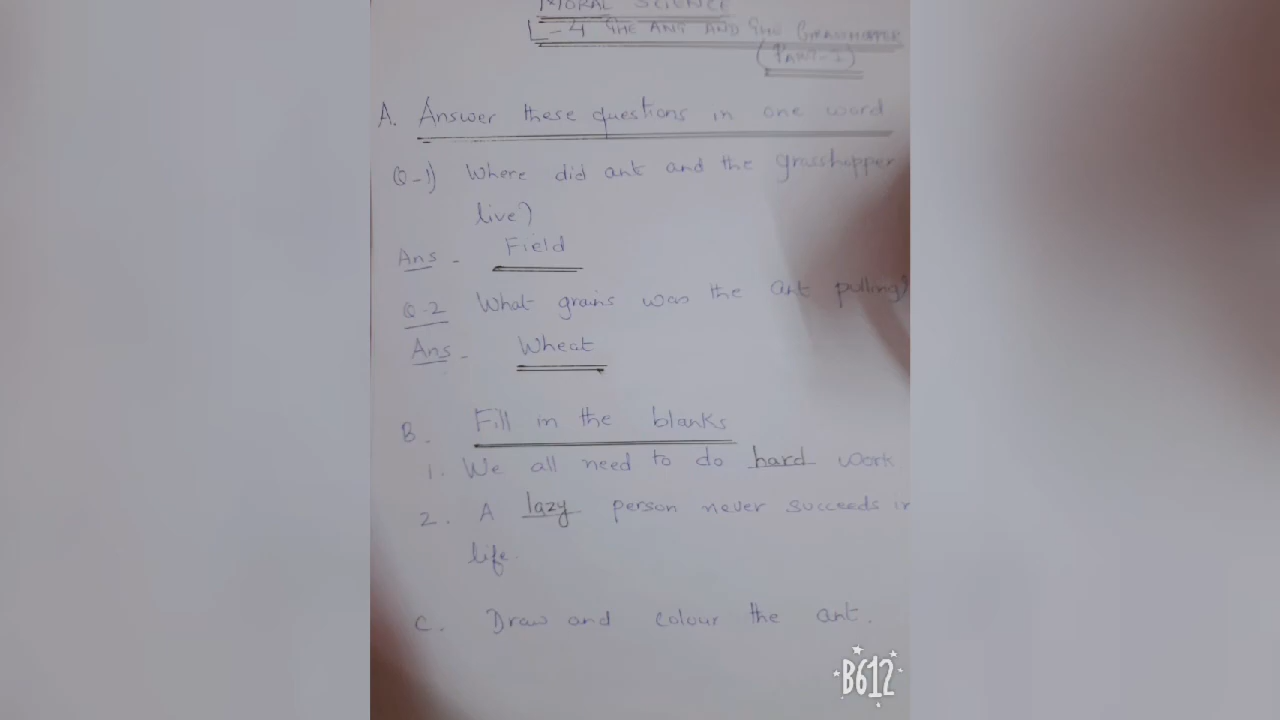 MORAL SCIENCE
L-4 THE ANT AND THE GRASSHOPPER
(PART-I)
A. Answer these questions in one word
Q-1) Where did ant and the grasshopper
live?
Ans - Field
Q-2 What grains was the ant pulling?
Ans - Wheat
B. Fill in the blanks
1. We all need to do hard work
2. A lazy person never succeeds in
life.
C. Draw and colour the ant.
B612